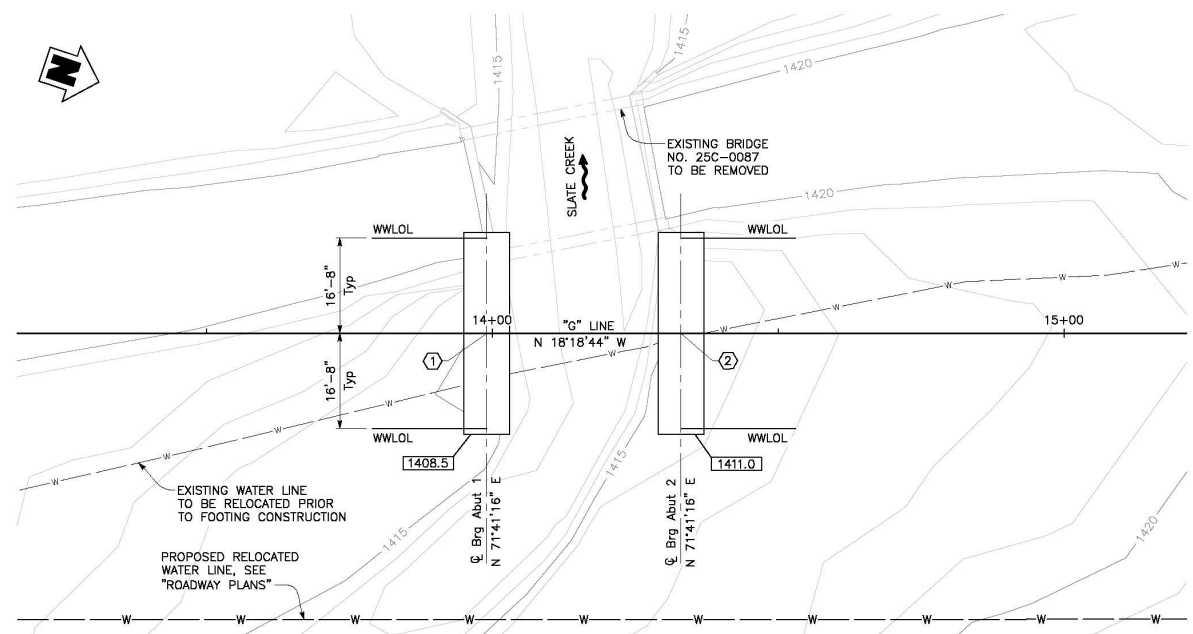 N
1415
1415
1420
EXISTING BRIDGE
NO. 25C-0087
TO BE REMOVED
SLATE CREEK
1420
WWLOL
WWLOL
16'-8"
Typ
14+00
"G" LINE
N 18°18'44" W
15+00
W
W
W
W
W
1
2
16'-8"
Typ
W
W
W
W
W
WWLOL
WWLOL
1408.5
1411.0
EXISTING WATER LINE
TO BE RELOCATED PRIOR
TO FOOTING CONSTRUCTION
℄ Brg Abut 1
N 71°41'16" E
℄ Brg Abut 2
N 71°41'16" E
1415
1415
1420
PROPOSED RELOCATED
WATER LINE, SEE
"ROADWAY PLANS"
W W W W W W W W W W